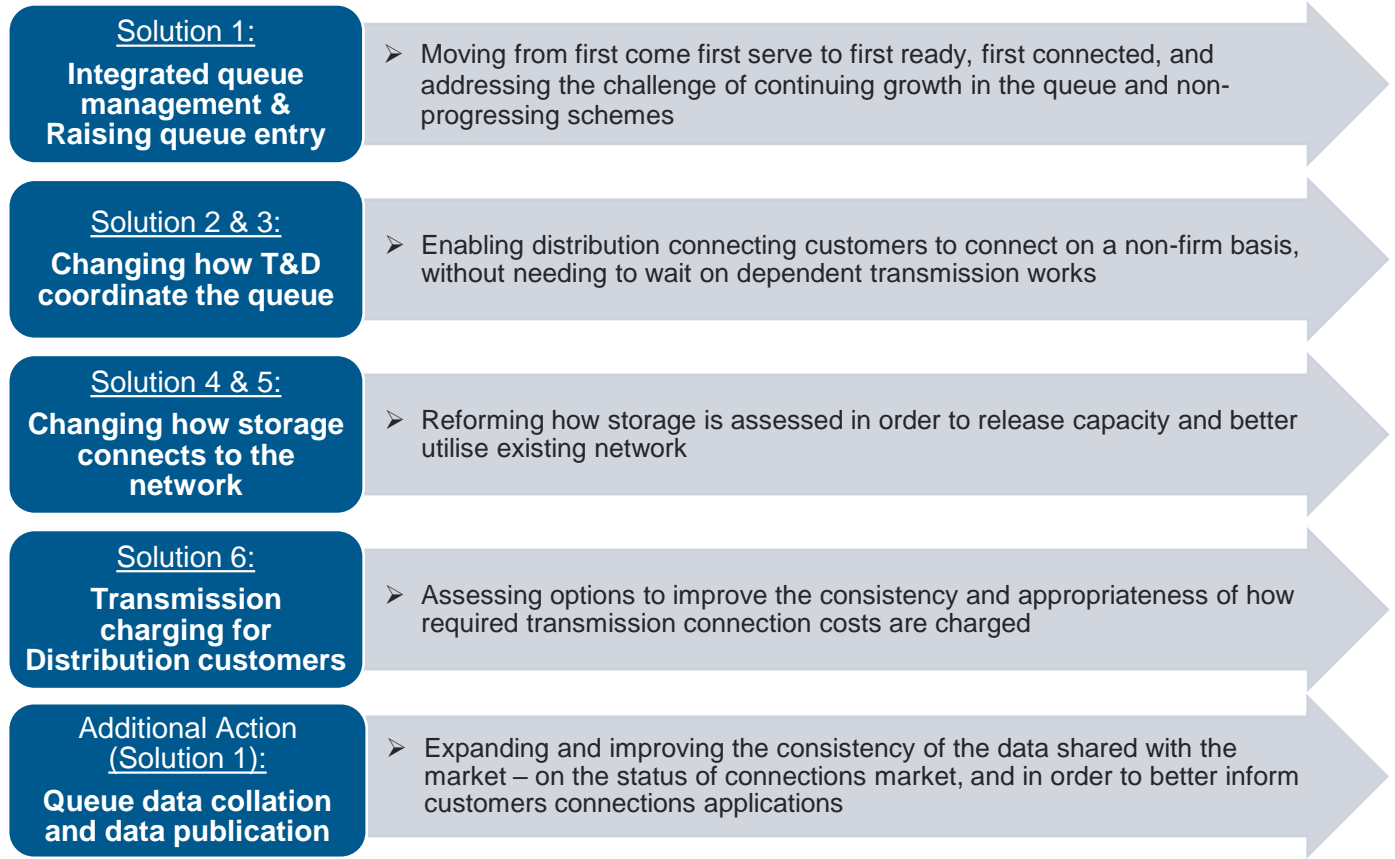 Solution 1:
Integrated queue
management &
Raising queue entry
➢ Moving from first come first serve to first ready, first connected, and
addressing the challenge of continuing growth in the queue and non-
progressing schemes
Solution 2 & 3:
Changing how T&D
coordinate the queue
➢ Enabling distribution connecting customers to connect on a non-firm basis,
without needing to wait on dependent transmission works
Solution 4 & 5:
Changing how storage
connects to the
network
➢ Reforming how storage is assessed in order to release capacity and better
utilise existing network
Solution 6:
Transmission
charging for
Distribution customers
➢ Assessing options to improve the consistency and appropriateness of how
required transmission connection costs are charged
Additional Action
(Solution 1):
Queue data collation
and data publication
➢ Expanding and improving the consistency of the data shared with the
market – on the status of connections market, and in order to better inform
customers connections applications